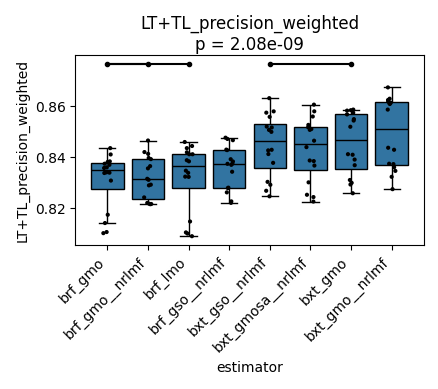 LT+TL_precision_weighted
p = 2.08e-09
LT+TL_precision_weighted
0.86
0.84
0.82
brf_gmo
brf_gmo__nrlmf
brf_lmo
brf_gso__nrlmf
bxt_gso__nrlmf
bxt_gmosa__nrlmf
bxt_gmo
bxt_gmo__nrlmf
estimator